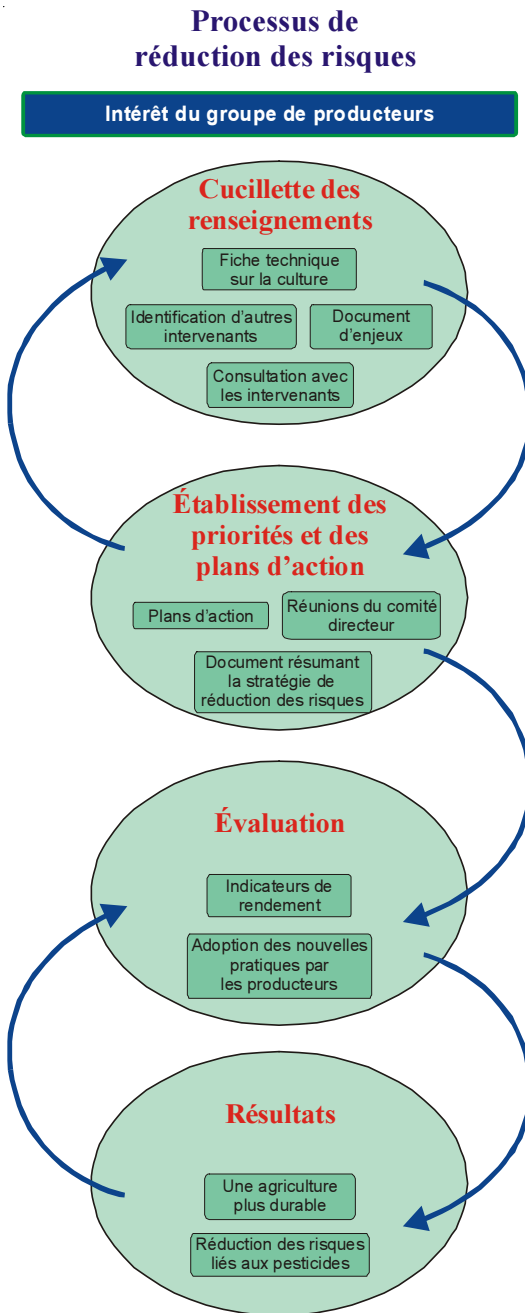 Processus de
réduction des risques
Intérêt du groupe de producteurs
Cucillette des
renseignements
Fiche technique
sur la culture
Identification d'autres
intervenants
Document
d'enjeux
Consultation avec
les intervenants
Établissement des
priorités et des
plans d'action
Plans d'action
Réunions du comité
directeur
Document résumant
la stratégie de
réduction des risques
Évaluation
Indicateurs de
rendement
Adoption des nouvelles
pratiques par
les producteurs
Résultats
Une agriculture
plus durable
Réduction des risques
liés aux pesticides